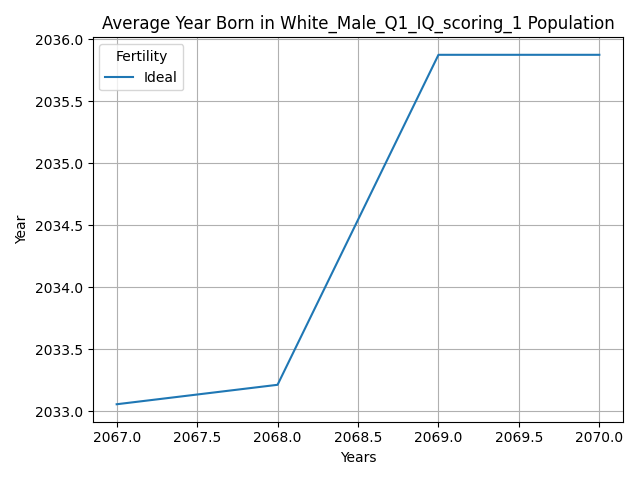 Average Year Born in White_Male_Q1_IQ_scoring_1 Population
2036.0
Fertility
Ideal
2035.5
2035.0
2034.5
Year
2034.0
2033.5
2033.0
2067.0 2067.5 2068.0 2068.5 2069.0 2069.5 2070.0
Years